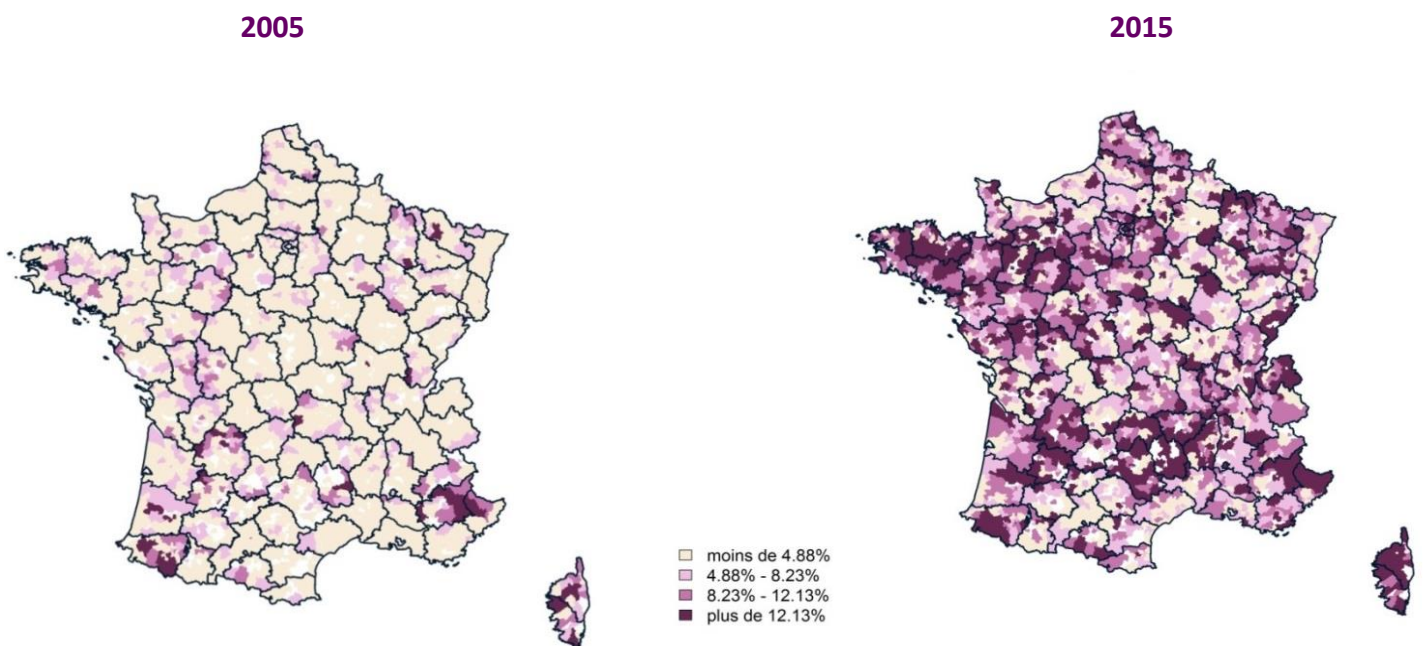 2005
2015
moins de 4.88%
4.88% - 8.23%
8.23% - 12.13%
plus de 12.13%